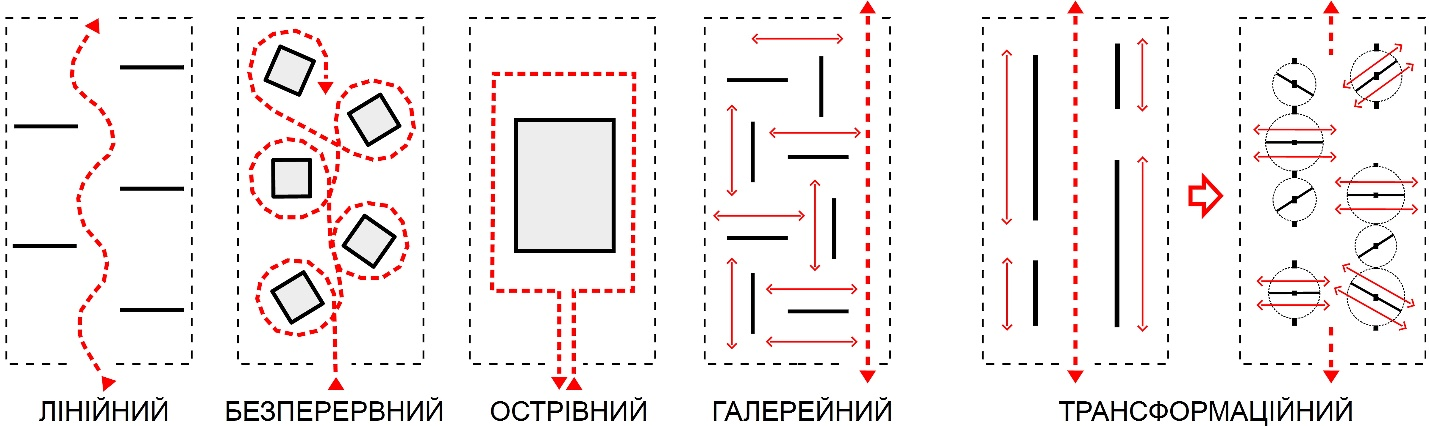 ЛІНІЙНИЙ БЕЗПЕРЕРВНИЙ ОСТРІВНИЙ ГАЛЕРЕЙНИЙ ТРАНСФОРМАЦІЙНИЙ